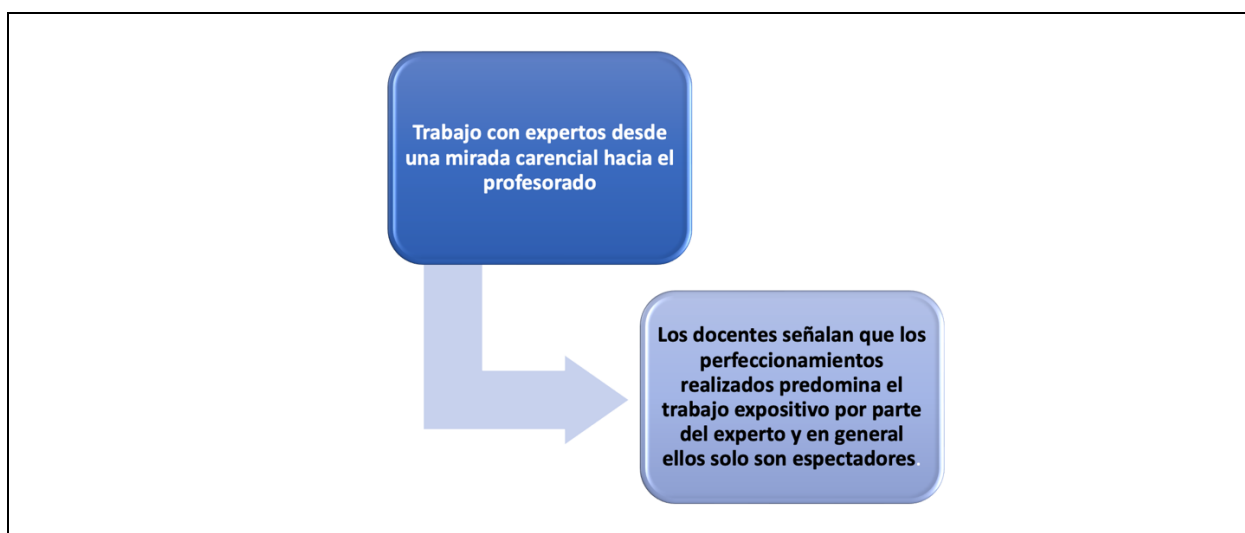 Trabajo con expertos desde
una mirada carencial hacia el
profesorado
Los docentes señalan que los
perfeccionamientos
realizados predomina el
trabajo expositivo por parte
del experto y en general
ellos solo son espectadores.